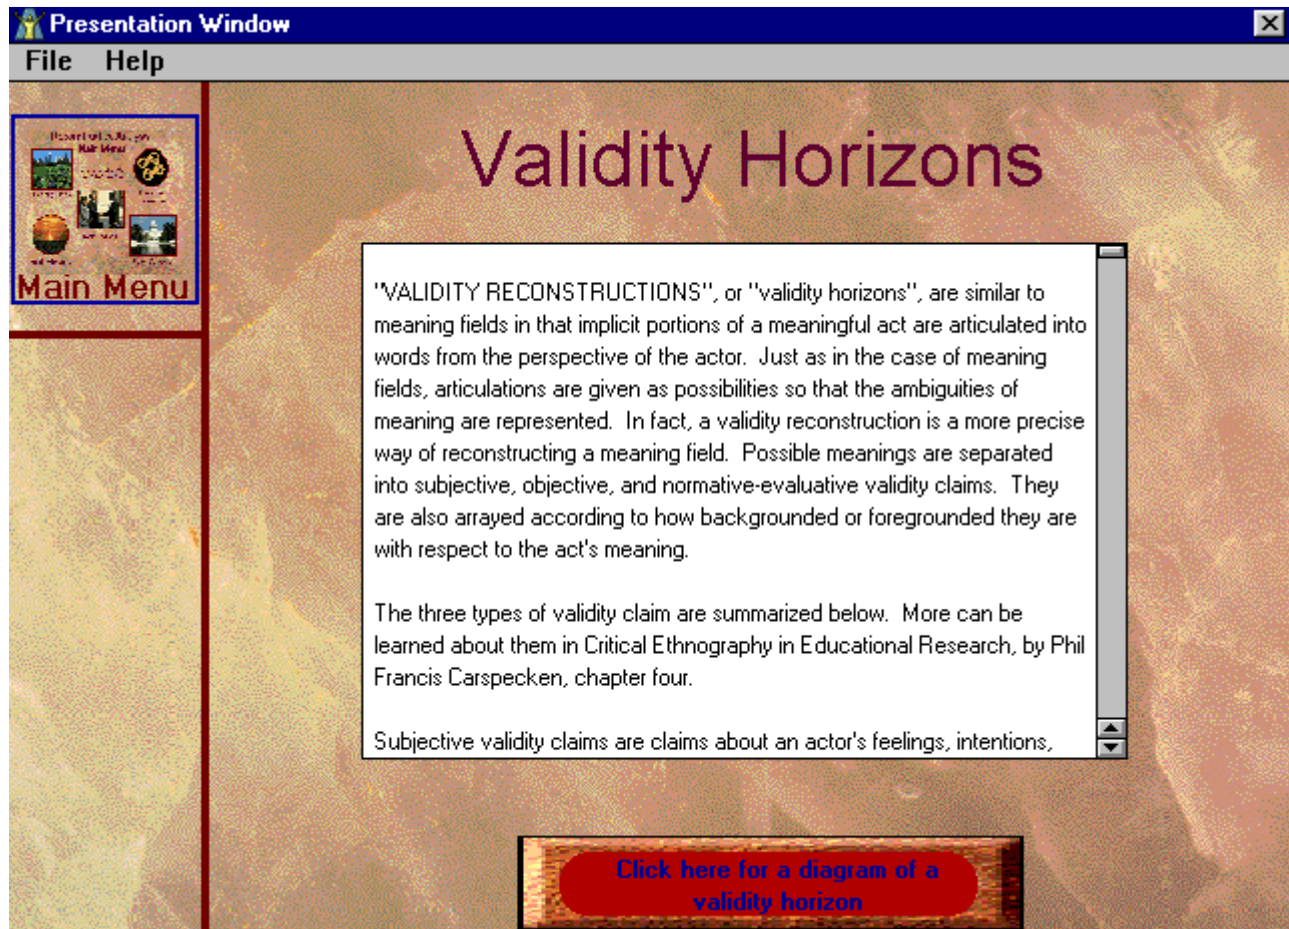 Presentation Window
File Help
Main Menu
Main Menu
Validity Horizons
"VALIDITY RECONSTRUCTIONS", or "validity horizons", are similar to
meaning fields in that implicit portions of a meaningful act are articulated into
words from the perspective of the actor. Just as in the case of meaning
fields, articulations are given as possibilities so that the ambiguities of
meaning are represented. In fact, a validity reconstruction is a more precise
way of reconstructing a meaning field. Possible meanings are separated
into subjective, objective, and normative-evaluative validity claims. They
are also arrayed according to how backgrounded or foregrounded they are
with respect to the act's meaning.
The three types of validity claim are summarized below. More can be
learned about them in Critical Ethnography in Educational Research, by Phil
Francis Carspecken, chapter four.
Subjective validity claims are claims about an actor's feelings, intentions,
Click here for a diagram of a
validity horizon